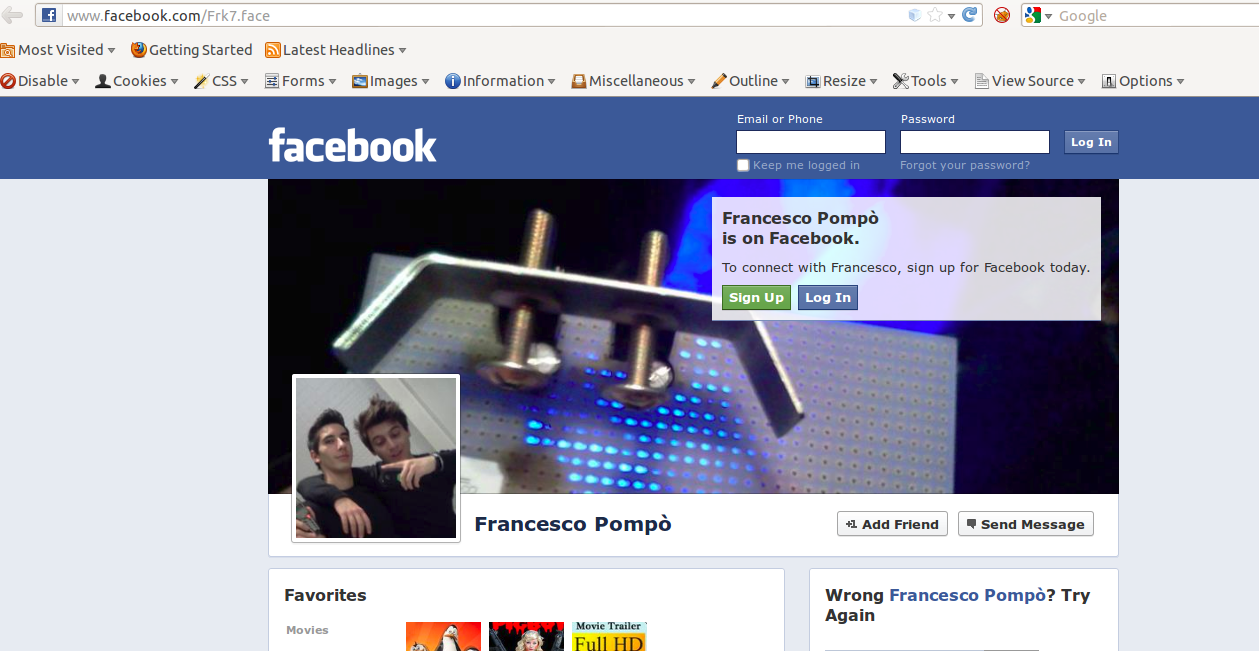 www.facebook.com/Frk7.face
Google
Most Visited Getting Started Latest Headlines
Disable Cookies CSS Forms Images Information Miscellaneous Outline Resize Tools View Source Options
facebook
Email or Phone
Password
Log In
Keep me logged in
Forgot your password?
Francesco Pompò
is on Facebook.
To connect with Francesco, sign up for Facebook today.
Sign Up Log In
Francesco Pompò
+1 Add Friend
Send Message
Favorites
Movies
Movie Trailer
Full HD
Wrong Francesco Pompò? Try
Again